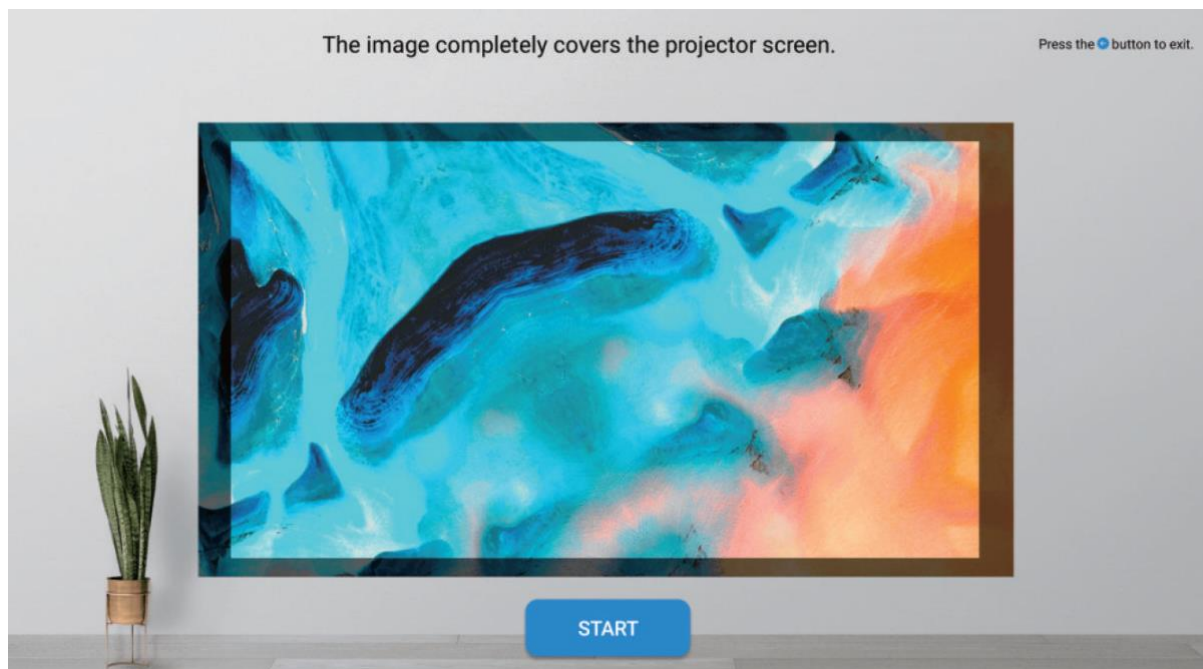 The image completely covers the projector screen.
Press the button to exit.
START